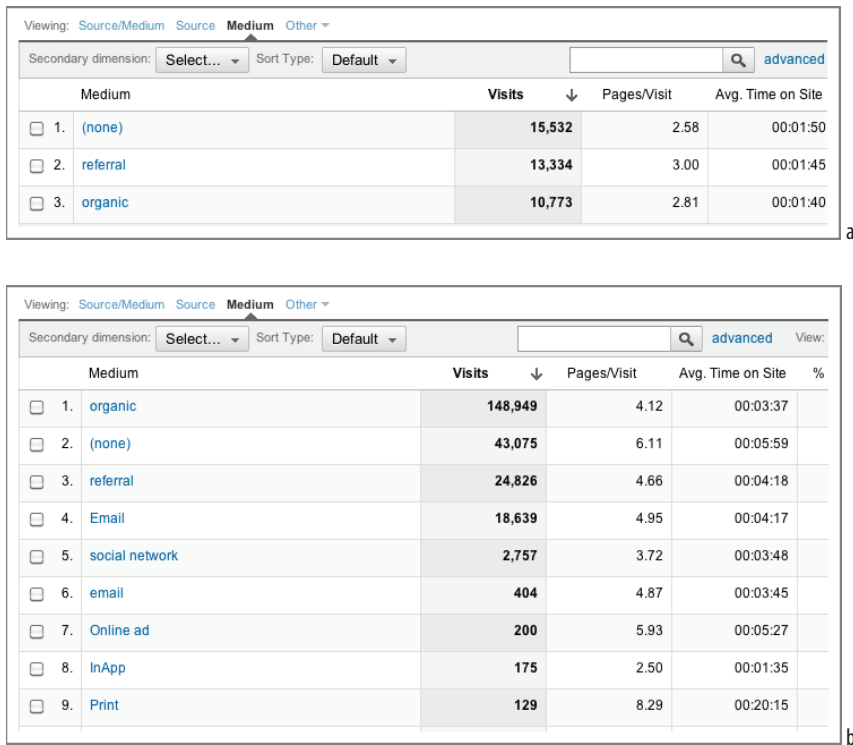 Viewing: Source/Medium Source Medium Other
Secondary dimension: Select... Sort Type: Default advanced
Medium Visits Pages/Visit Avg. Time on Site
1. (none) 15,532 2.58 00:01:50
2. referral 13,334 3.00 00:01:45
3. organic 10,773 2.81 00:01:40
a
Viewing: Source/Medium Source Medium Other
Secondary dimension: Select... Sort Type: Default advanced View:
Medium Visits Pages/Visit Avg. Time on Site %
1. organic 148,949 4.12 00:03:37
2. (none) 43,075 6.11 00:05:59
3. referral 24,826 4.66 00:04:18
4. Email 18,639 4.95 00:04:17
5. social network 2,757 3.72 00:03:48
6. email 404 4.87 00:03:45
7. Online ad 200 5.93 00:05:27
8. InApp 175 2.50 00:01:35
9. Print 129 8.29 00:20:15
b